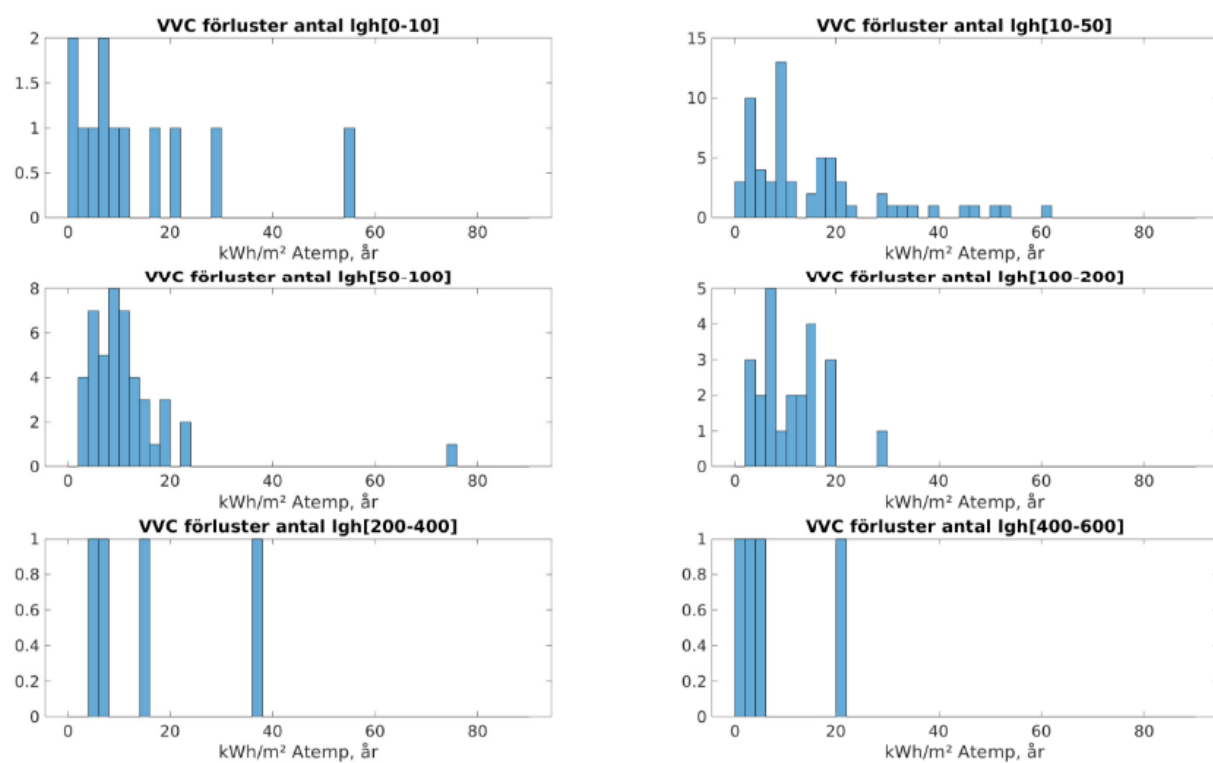 VVC förluster antal lgh[0-10]
2
1.5
1
0.5
0
0 20 40 60 80
kWh/m² Atemp, år
VVC förluster antal lgh[10-50]
15
10
5
0
0 20 40 60 80
kWh/m² Atemp, år
VVC förluster antal lgh[50-100]
8
6
4
2
0
0 20 40 60 80
kWh/m² Atemp, år
VVC förluster antal lgh[100-200]
5
4
3
2
1
0
0 20 40 60 80
kWh/m² Atemp, år
VVC förluster antal lgh[200-400]
1
0.8
0.6
0.4
0.2
0
0 20 40 60 80
kWh/m² Atemp, år
VVC förluster antal lgh[400-600]
1
0.8
0.6
0.4
0.2
0
0 20 40 60 80
kWh/m² Atemp, år